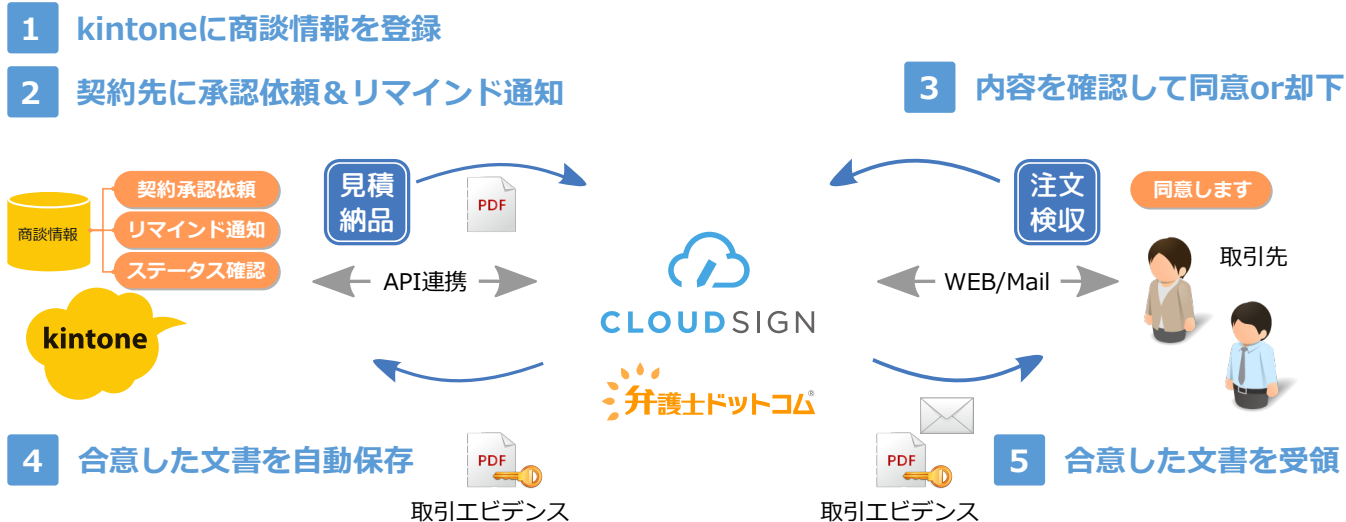 1 kintoneに商談情報を登録
2 契約先に承認依頼＆リマインド通知
3 内容を確認して同意or却下
商談情報
契約承認依頼
リマインド通知
ステータス確認
kintone
見積
納品
PDF
API連携
CLOUDSIGN
弁護士ドットコム®
注文
検収
同意します
取引先
WEB/Mail
4 合意した文書を自動保存
PDF
取引エビデンス
PDF
取引エビデンス
5 合意した文書を受領